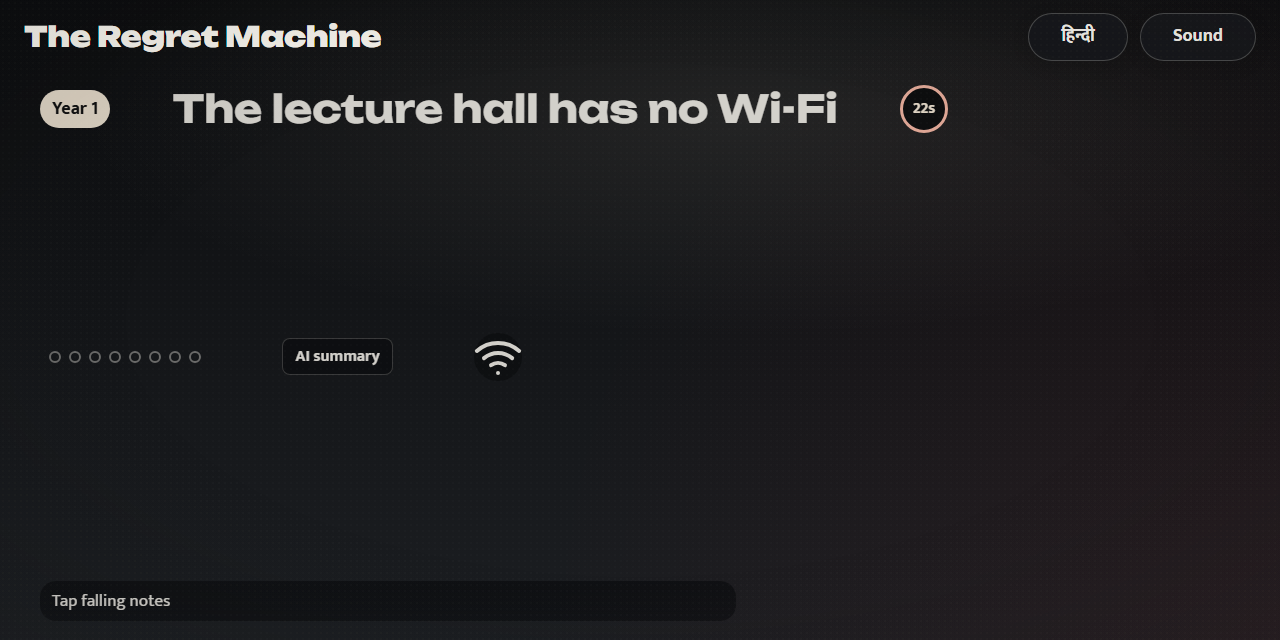 The Regret Machine
हिन्दी
Sound
Year 1
The lecture hall has no Wi-Fi
22s
AI summary
Tap falling notes